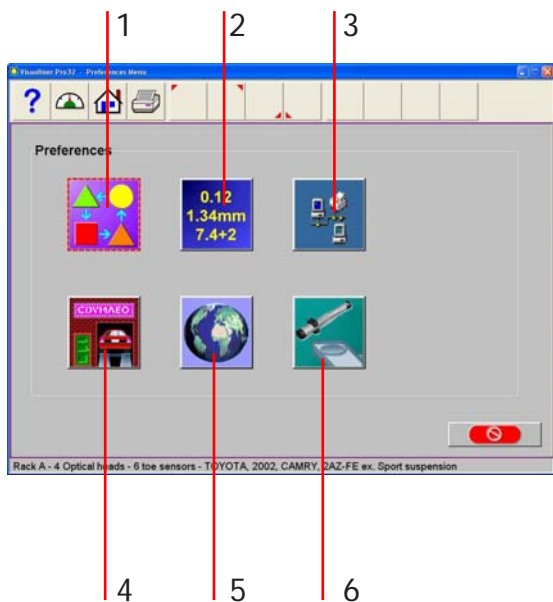 1 2 3
Visualiner Pro32 - Preferences Menu
?
Preferences
0.12
1.34mm
7.4+2
CDYMAEO
Rack A - 4 Optical heads - 6 toe sensors - TOYOTA, 2002, CAMRY, 2AZ-FE ex. Sport suspension
4 5 6